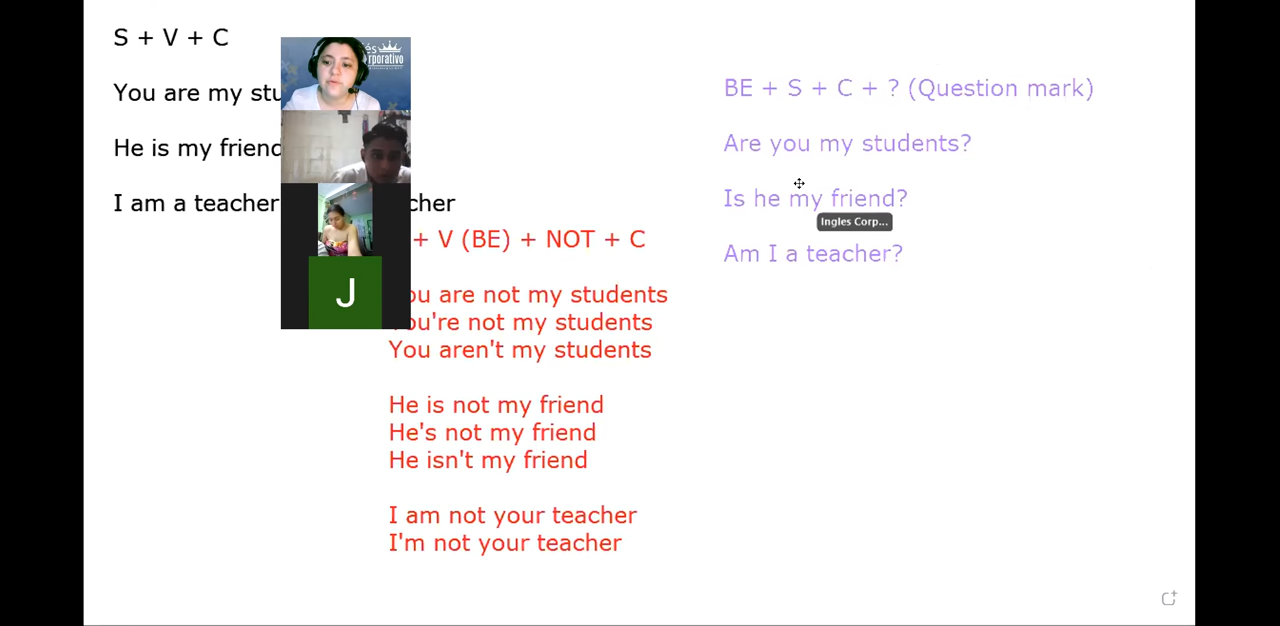 S + V + C
You are my stu
He is my friend
I am a teacher
cher
+ V (BE) + NOT + C
ou are not my students
ou're not my students
You aren't my students
He is not my friend
He's not my friend
He isn't my friend
I am not your teacher
I'm not your teacher
BE + S + C + ? (Question mark)
Are you my students?
Is he my friend?
Ingles Corp...
Am I a teacher?
és
rporativo
J